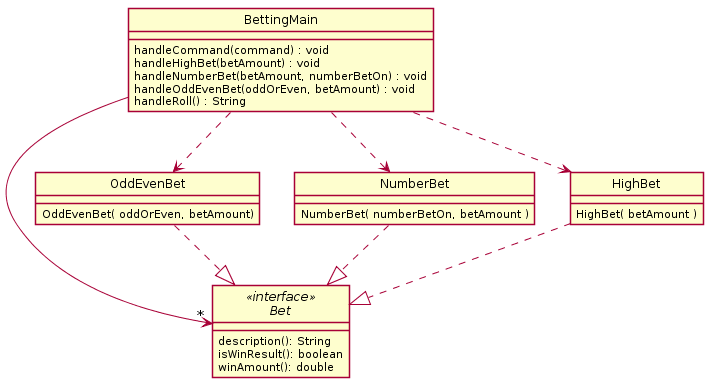 BettingMain
handleCommand(command) : void
handleHighBet(betAmount) : void
handleNumberBet(betAmount, numberBetOn) : void
handleOddEvenBet(oddOrEven, betAmount) : void
handleRoll() : String
OddEvenBet
OddEvenBet( oddOrEven, betAmount)
NumberBet
NumberBet( numberBetOn, betAmount )
HighBet
HighBet( betAmount )
*
«interface»
Bet
description(): String
isWinResult(): boolean
winAmount(): double